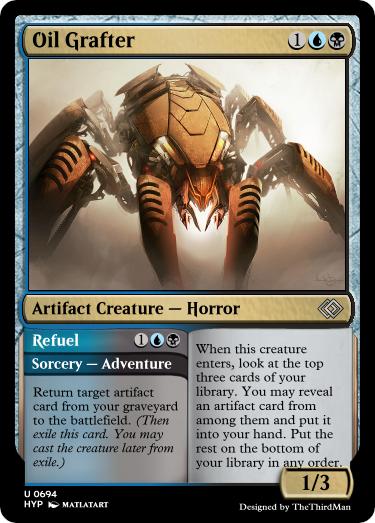 Oil Grafter 1
Artifact Creature — Horror
Refuel 1
Sorcery — Adventure
Return target artifact
card from your graveyard
to the battlefield. (Then
exile this card. You may
cast the creature later from
exile.)
When this creature
enters, look at the top
three cards of your
library. You may reveal
an artifact card from
among them and put it
into your hand. Put the
rest on the bottom of
your library in any order.
1/3
U 0694
HYP MATLATART
Designed by TheThirdMan